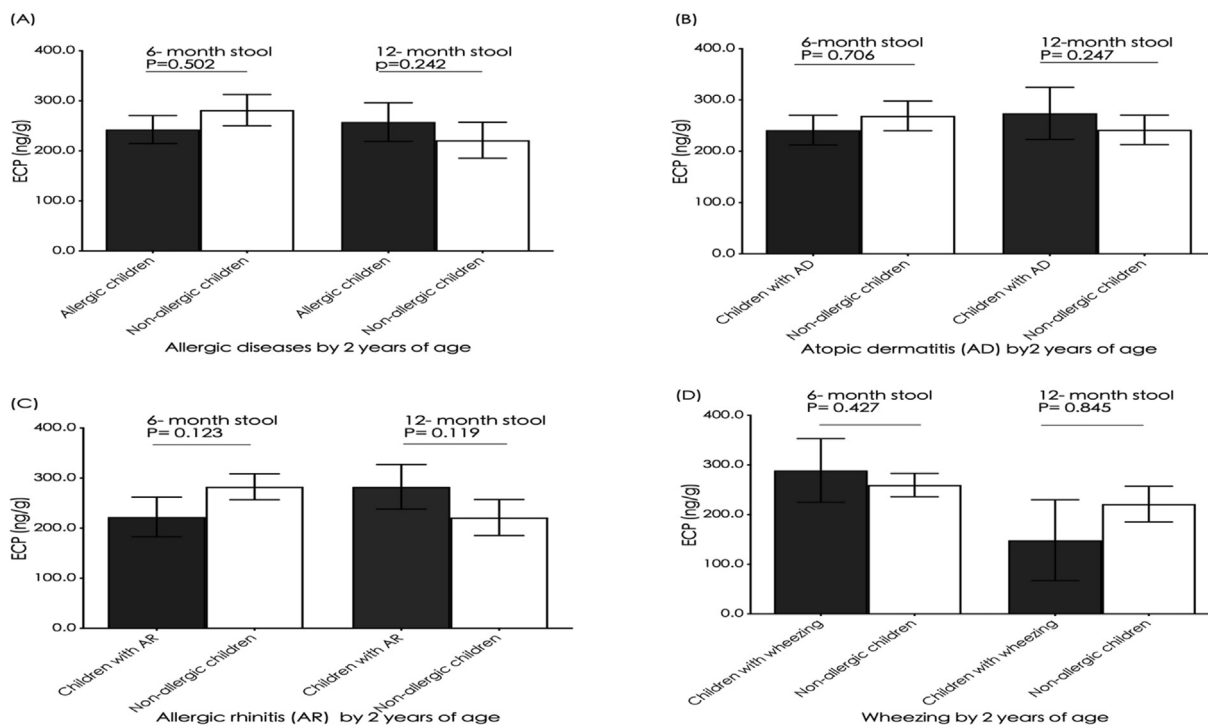 (A)
6- month stool
P=0.502
12- month stool
p=0.242
400.0
300.0
200.0
100.0
0.0
ECP (ng/g)
Allergic children
Non-allergic children
Allergic children
Non-allergic children
Allergic diseases by 2 years of age
(B)
6-month stool
P= 0.706
12-month stool
P= 0.247
400.0
300.0
200.0
100.0
0.0
ECP (ng/g)
Children with AD
Non-allergic children
Children with AD
Non-allergic children
Atopic dermatitis (AD) by2 years of age
(C)
6- month stool
P= 0.123
12- month stool
P= 0.119
400.0
300.0
200.0
100.0
0.0
ECP (ng/g)
Children with AR
Non-allergic children
Children with AR
Non-allergic children
Allergic rhinitis (AR) by 2 years of age
(D)
6- month stool
P= 0.427
12- month stool
P= 0.845
400.0
300.0
200.0
100.0
0.0
ECP (ng/g)
Children with wheezing
Non-allergic children
Children with wheezing
Non-allergic children
Wheezing by 2 years of age